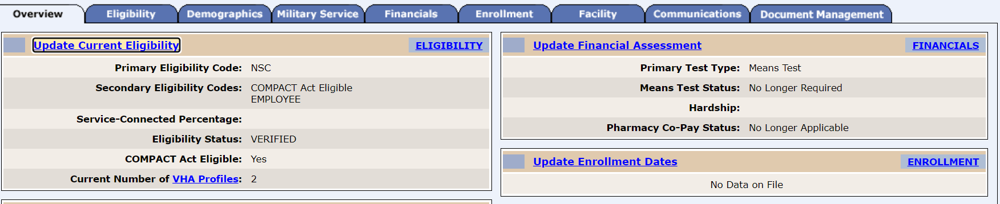 Overview Eligibility Demographics Military Service Financials Enrollment Facility Communications Document Management
Update Current Eligibility ELIGIBILITY
Primary Eligibility Code: NSC
Secondary Eligibility Codes: COMPACT Act Eligible
EMPLOYEE
Service-Connected Percentage:
Eligibility Status: VERIFIED
COMPACT Act Eligible: Yes
Current Number of VHA Profiles: 2
Update Financial Assessment FINANCIALS
Primary Test Type: Means Test
Means Test Status: No Longer Required
Hardship:
Pharmacy Co-Pay Status: No Longer Applicable
Update Enrollment Dates ENROLLMENT
No Data on File